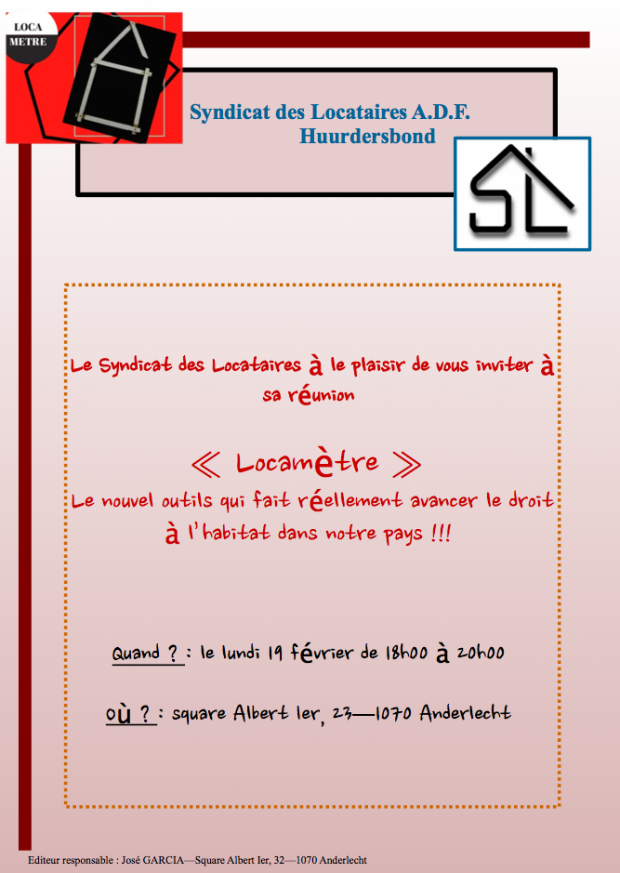 LOCA
METRE
Syndicat des Locataires A.D.F.
Huurdersbond
SL
Le Syndicat des Locataires à le plaisir de vous inviter à
sa réunion
« Locamètre »
Le nouvel outils qui fait réellement avancer le droit
à l'habitat dans notre pays !!!
Quand ? : le lundi 19 février de 18h00 à 20h00
où ? : square Albert Ier, 23—1070 Anderlecht
Editeur responsable : José GARCIA—Square Albert Ier, 32—1070 Anderlecht